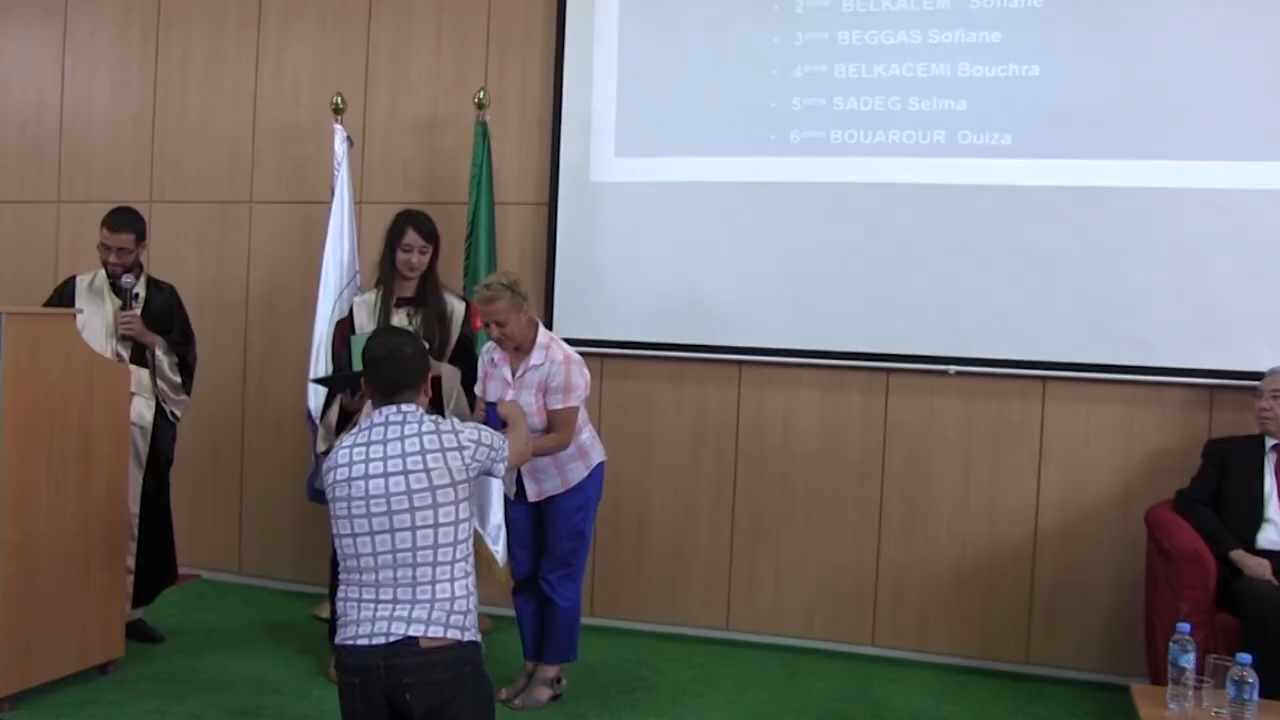 • 2ème BELKALEM Sofiane
• 3ème BEGGAS Sofiane
• 4ème BELKACEMI Bouchra
• 5ème SADEG Selma
• 6ème BOUAROUR Ouiza